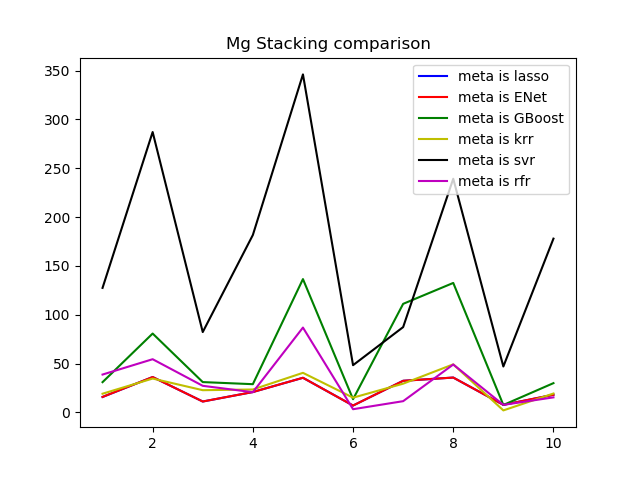 Mg Stacking comparison
350
300
250
200
150
100
50
0
2
4
6
8
10
meta is lasso
meta is ENet
meta is GBoost
meta is krr
meta is svr
meta is rfr